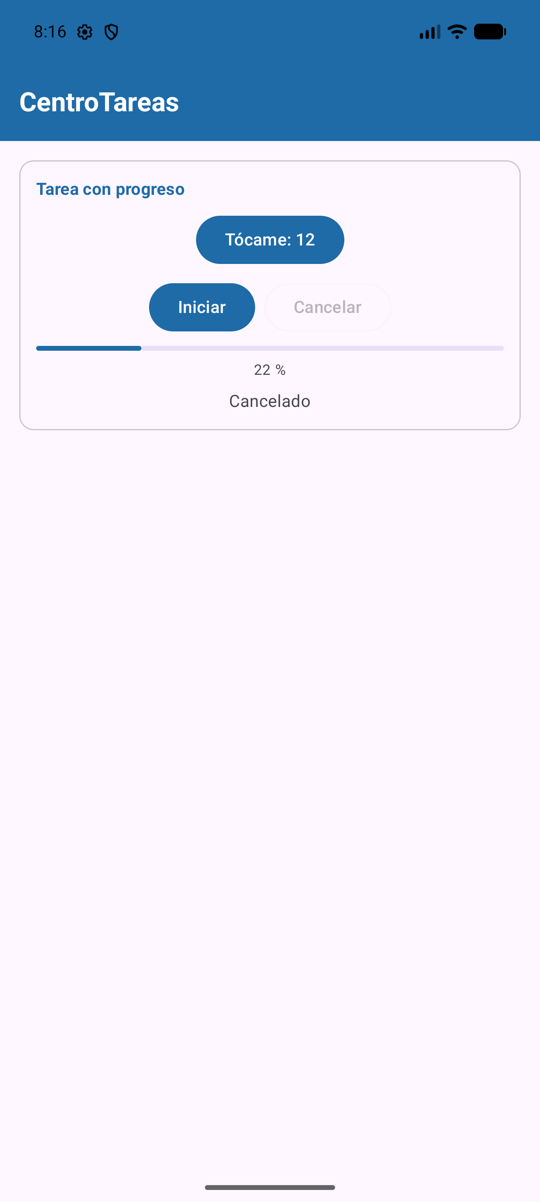 8:16
CentroTareas
Tarea con progreso
Tócame: 12
Iniciar
Cancelar
22 %
Cancelado